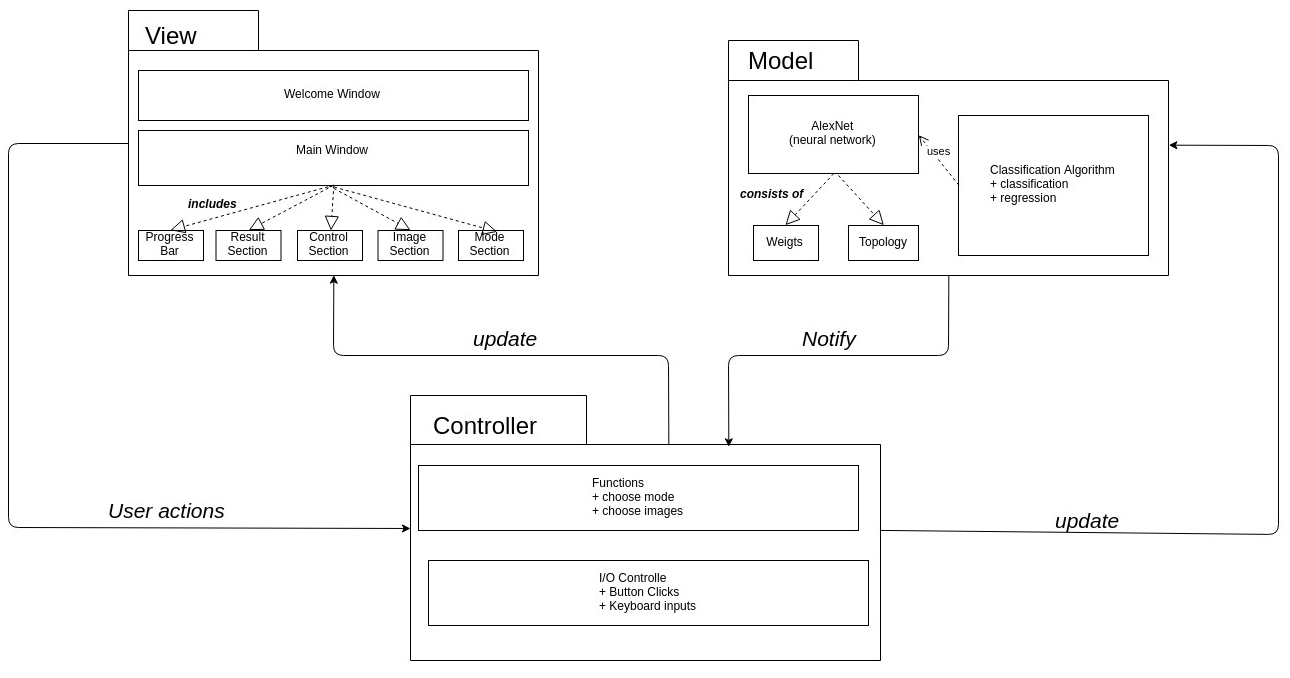 View
Welcome Window
Main Window
includes
Progress
Bar
Result
Section
Control
Section
Image
Section
Mode
Section
Model
AlexNet
(neural network)
uses
Classification Algorithm
+ classification
+ regression
consists of
Weigts
Topology
update
Notify
Controller
Functions
+ choose mode
+ choose images
User actions
update
I/O Controlle
+ Button Clicks
+ Keyboard inputs